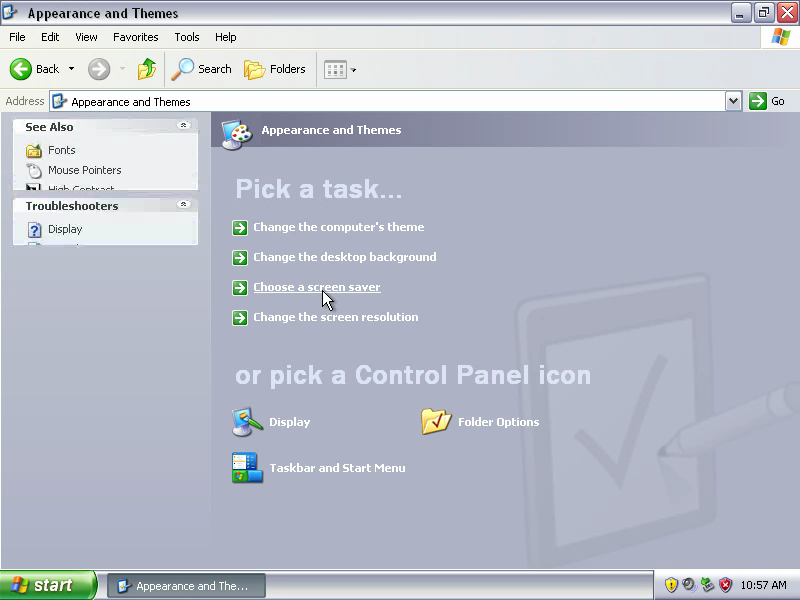 Appearance and Themes
File Edit View Favorites Tools Help
Back Search Folders
Address Appearance and Themes Go
See Also
Fonts
Mouse Pointers
High Contrast
Troubleshooters
Display
Appearance and Themes
Pick a task...
Change the computer's theme
Change the desktop background
Choose a screen saver
Change the screen resolution
or pick a Control Panel icon
Display Folder Options
Taskbar and Start Menu
start Appearance and The... 10:57 AM